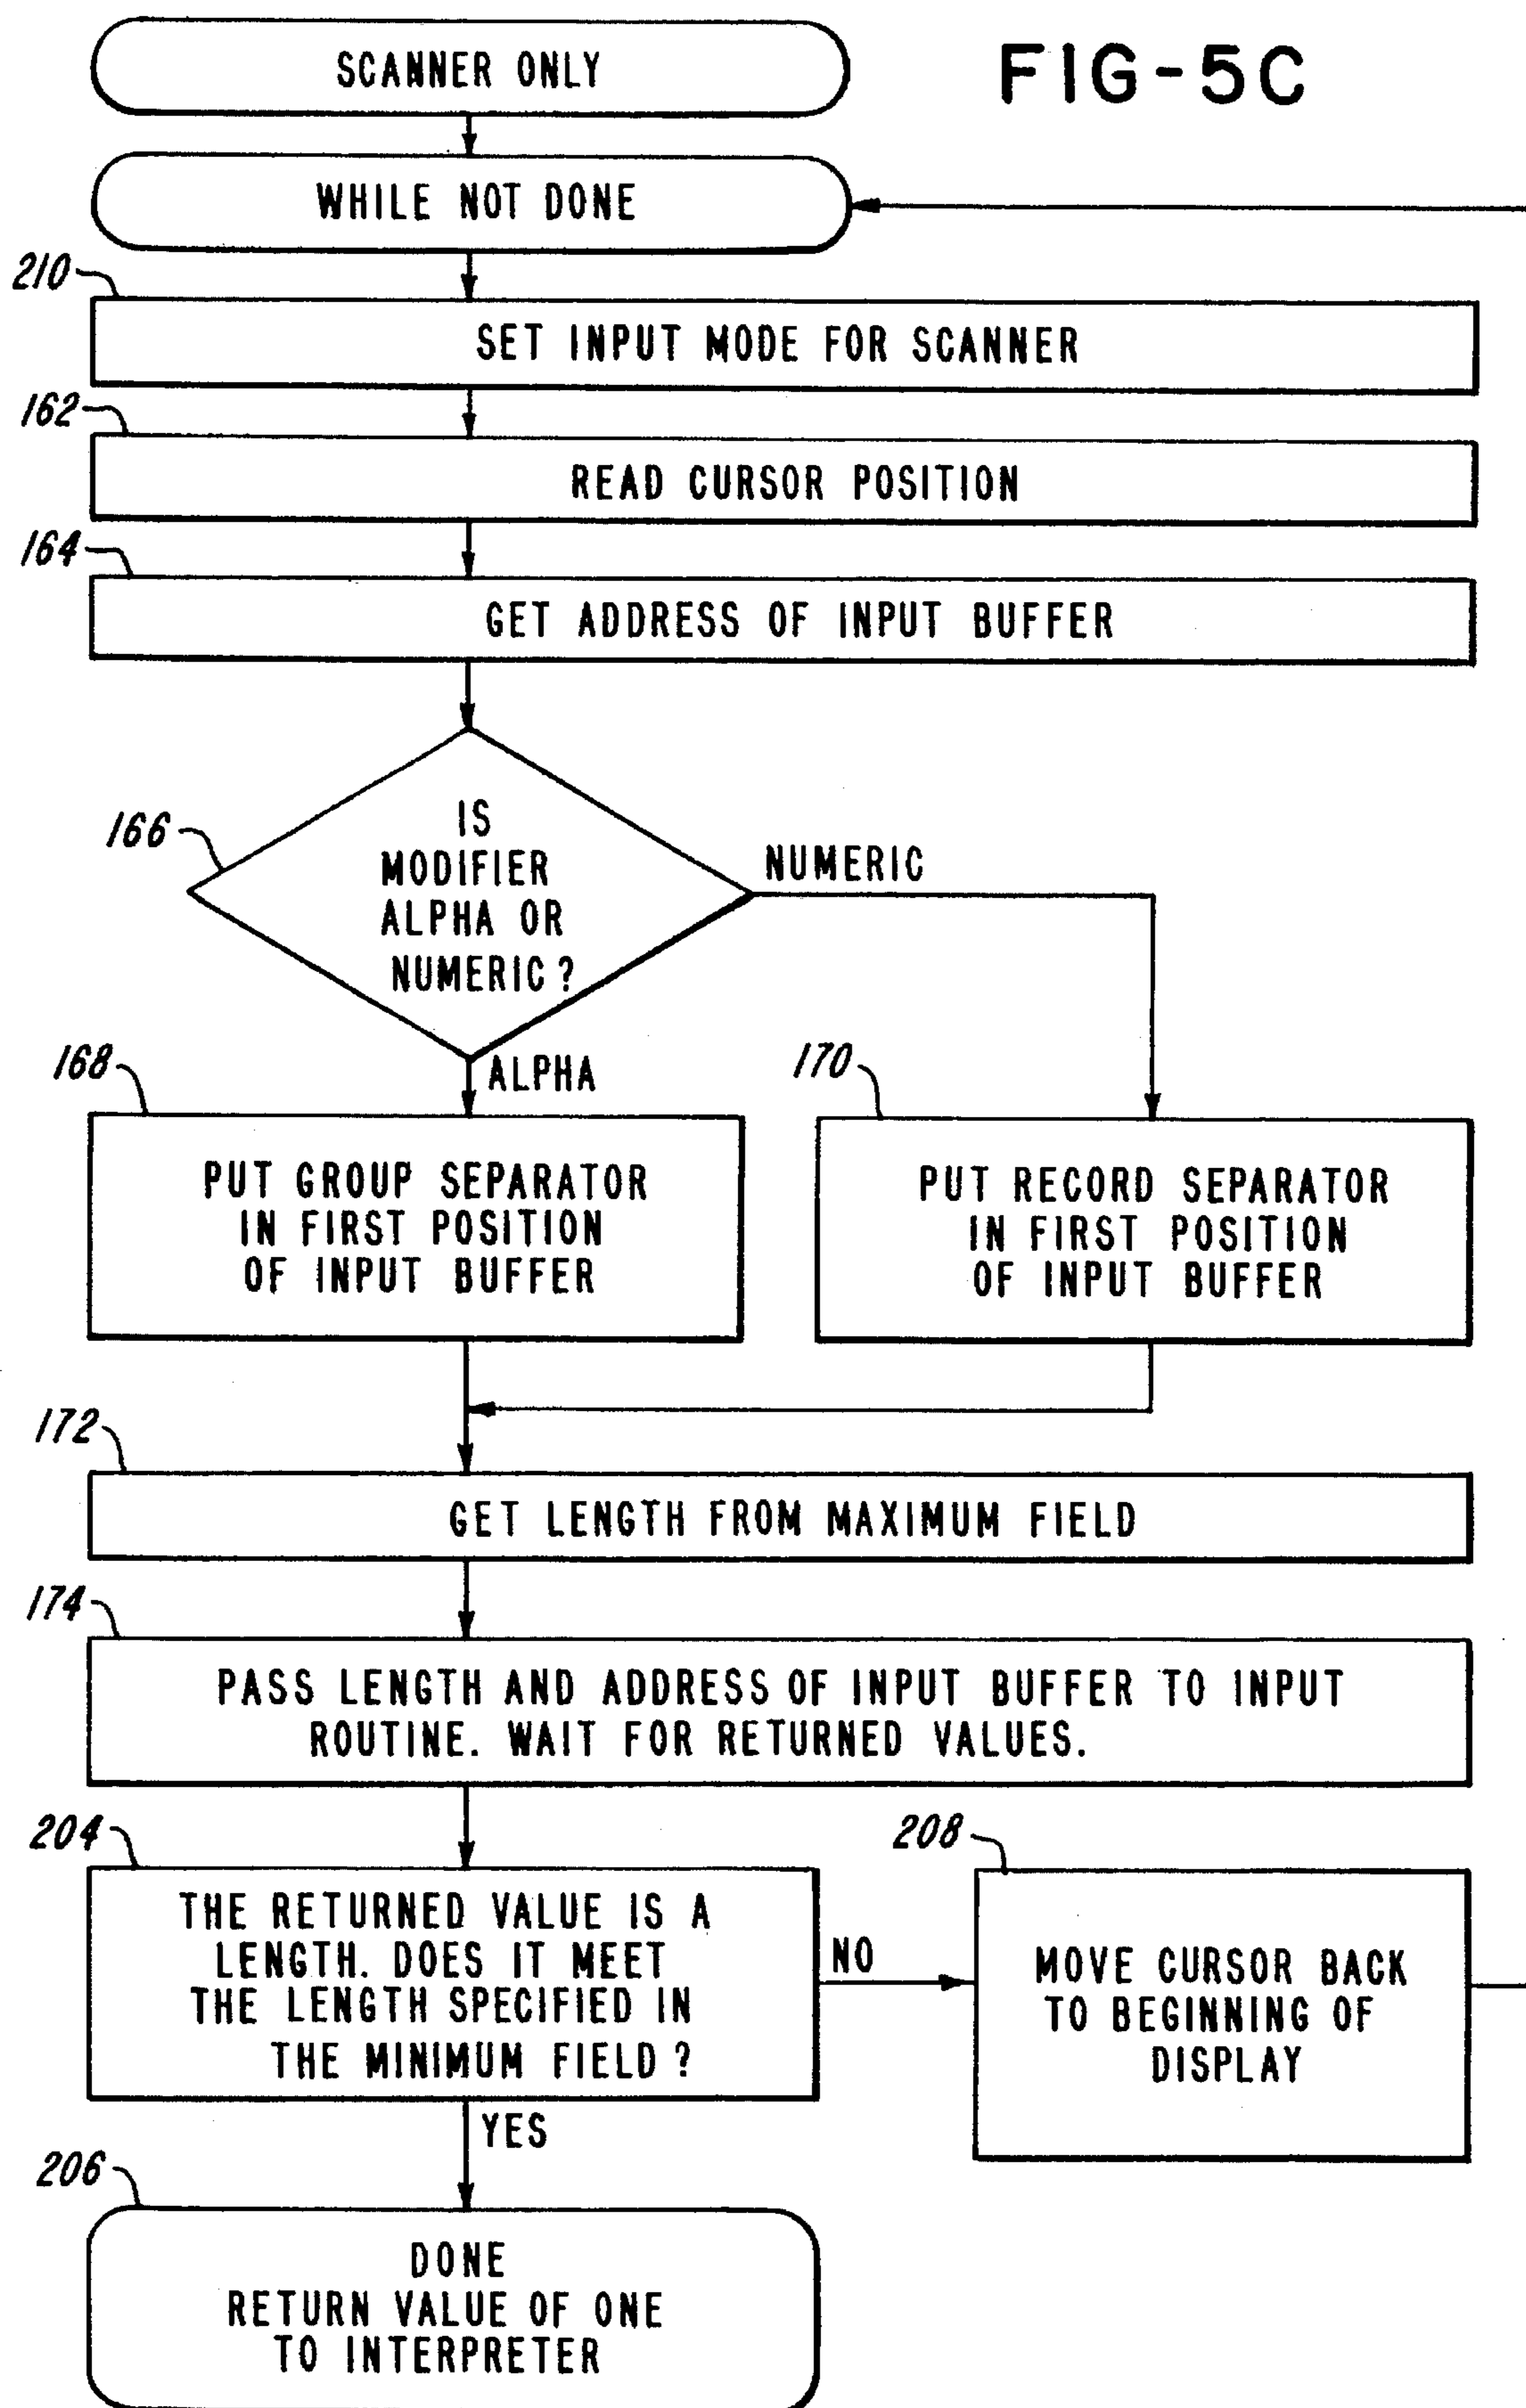 SCANNER ONLY
FIG-5C
WHILE NOT DONE
210
SET INPUT MODE FOR SCANNER
162
READ CURSOR POSITION
164
GET ADDRESS OF INPUT BUFFER
166
IS
MODIFIER
ALPHA OR
NUMERIC?
NUMERIC
ALPHA
168
PUT GROUP SEPARATOR
IN FIRST POSITION
OF INPUT BUFFER
170
PUT RECORD SEPARATOR
IN FIRST POSITION
OF INPUT BUFFER
172
GET LENGTH FROM MAXIMUM FIELD
174
PASS LENGTH AND ADDRESS OF INPUT BUFFER TO INPUT
ROUTINE. WAIT FOR RETURNED VALUES.
204
THE RETURNED VALUE IS A
LENGTH. DOES IT MEET
THE LENGTH SPECIFIED IN
THE MINIMUM FIELD?
NO
208
MOVE CURSOR BACK
TO BEGINNING OF
DISPLAY
YES
206
DONE
RETURN VALUE OF ONE
TO INTERPRETER